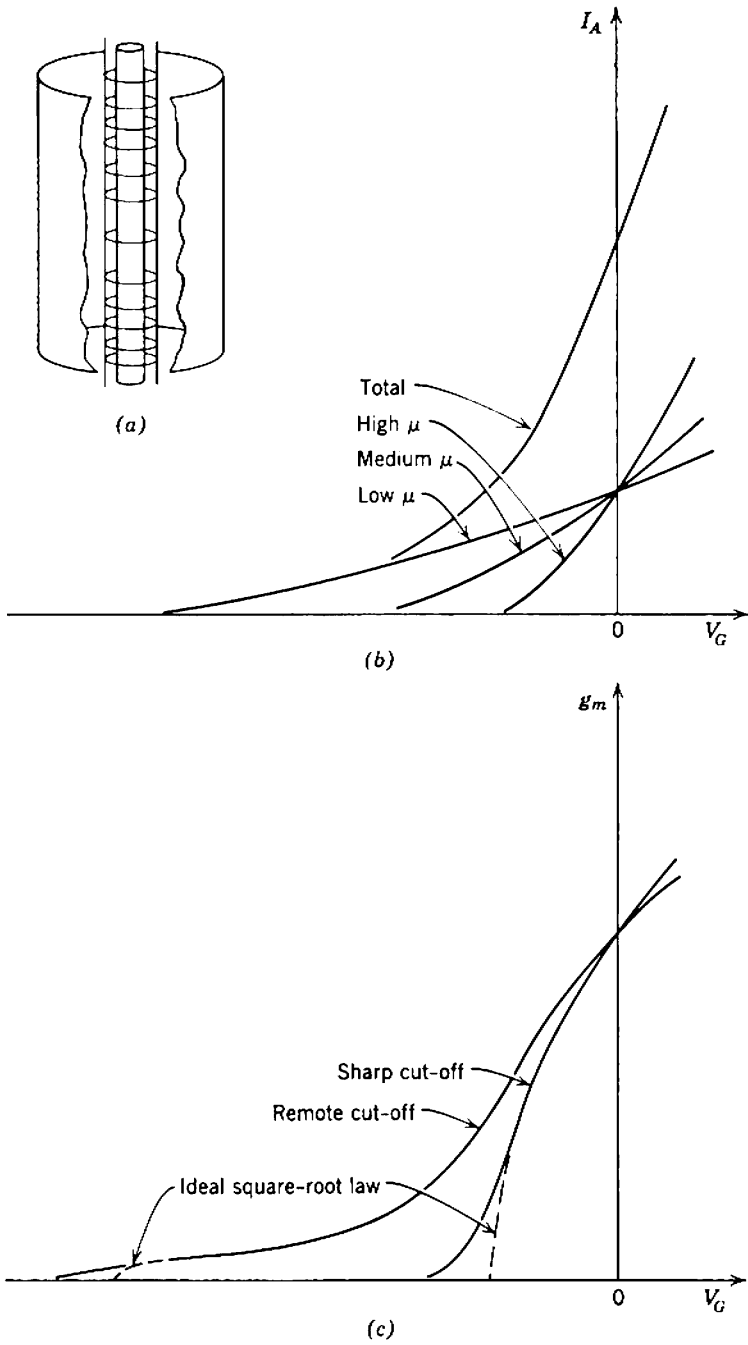 I_A
(a)
Total
High μ
Medium μ
Low μ
0
V_G
(b)
g_m
Sharp cut-off
Remote cut-off
Ideal square-root law
0
V_G
(c)